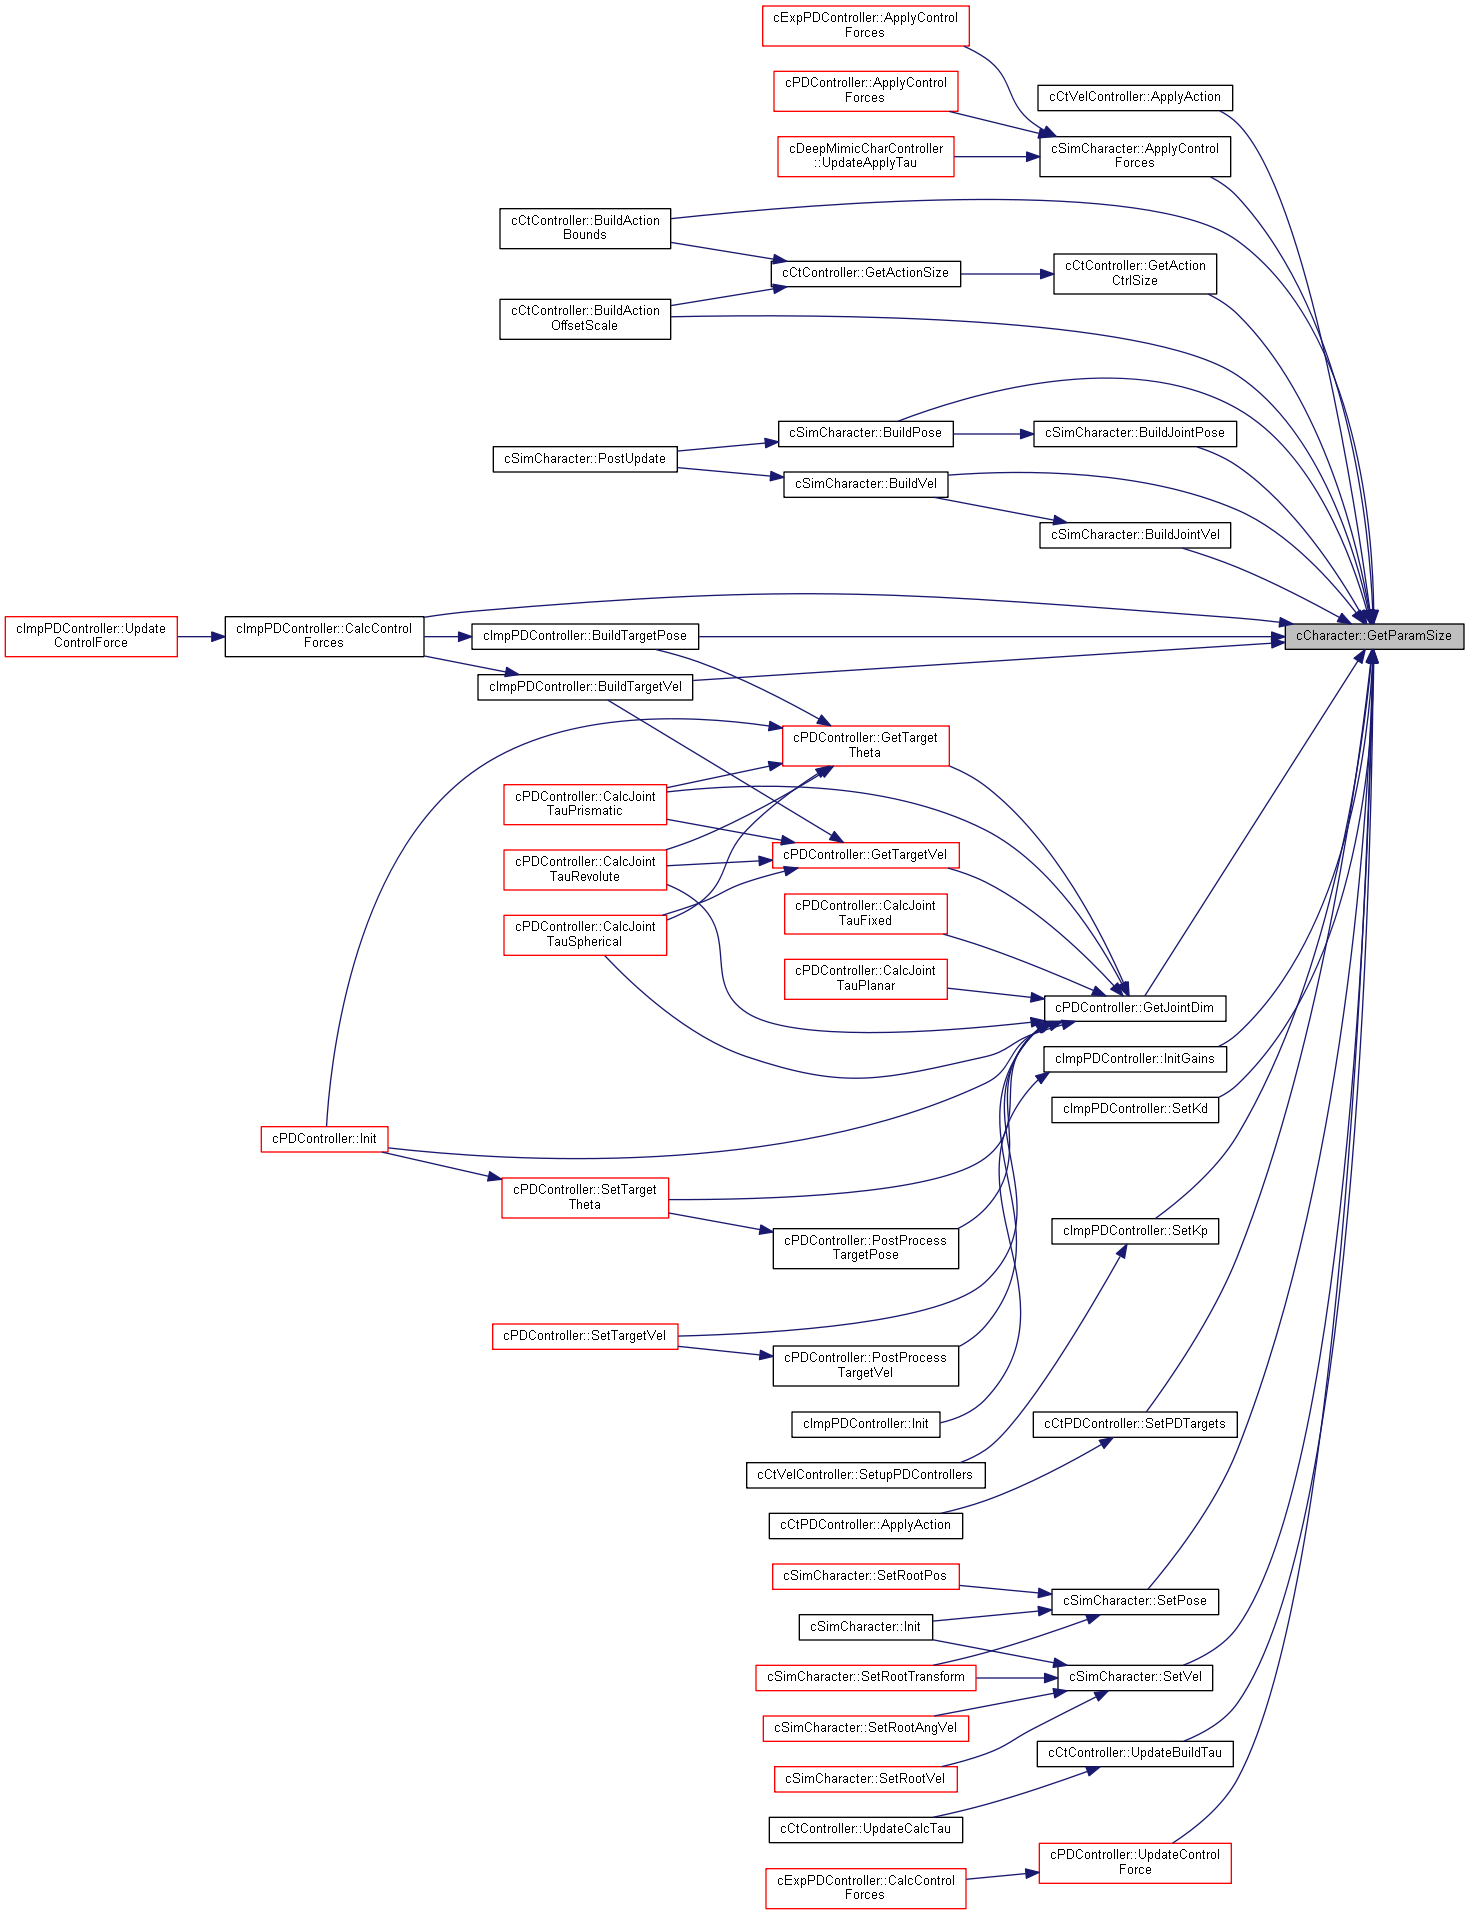 cExpPDController::ApplyControl
Forces
cPDController::ApplyControl
Forces
cCtVelController::ApplyAction
cDeepMimicCharController
::UpdateApplyTau
cSimCharacter::ApplyControl
Forces
cCtController::BuildAction
Bounds
cCtController::GetActionSize
cCtController::GetAction
CtrlSize
cCtController::BuildAction
OffsetScale
cSimCharacter::BuildPose
cSimCharacter::BuildJointPose
cSimCharacter::PostUpdate
cSimCharacter::BuildVel
cSimCharacter::BuildJointVel
cImpPDController::Update
ControlForce
cImpPDController::CalcControl
Forces
cImpPDController::BuildTargetPose
cCharacter::GetParamSize
cImpPDController::BuildTargetVel
cPDController::GetTarget
Theta
cPDController::CalcJoint
TauPrismatic
cPDController::CalcJoint
TauRevolute
cPDController::GetTargetVel
cPDController::CalcJoint
TauSpherical
cPDController::CalcJoint
TauFixed
cPDController::CalcJoint
TauPlanar
cPDController::GetJointDim
cImpPDController::InitGains
cImpPDController::SetKd
cPDController::Init
cPDController::SetTarget
Theta
cPDController::PostProcess
TargetPose
cImpPDController::SetKp
cPDController::SetTargetVel
cPDController::PostProcess
TargetVel
cImpPDController::Init
cCtPDController::SetPDTargets
cCtVelController::SetupPDControllers
cCtPDController::ApplyAction
cSimCharacter::SetRootPos
cSimCharacter::SetPose
cSimCharacter::Init
cSimCharacter::SetRootTransform
cSimCharacter::SetVel
cSimCharacter::SetRootAngVel
cCtController::UpdateBuildTau
cSimCharacter::SetRootVel
cCtController::UpdateCalcTau
cPDController::UpdateControl
Force
cExpPDController::CalcControl
Forces